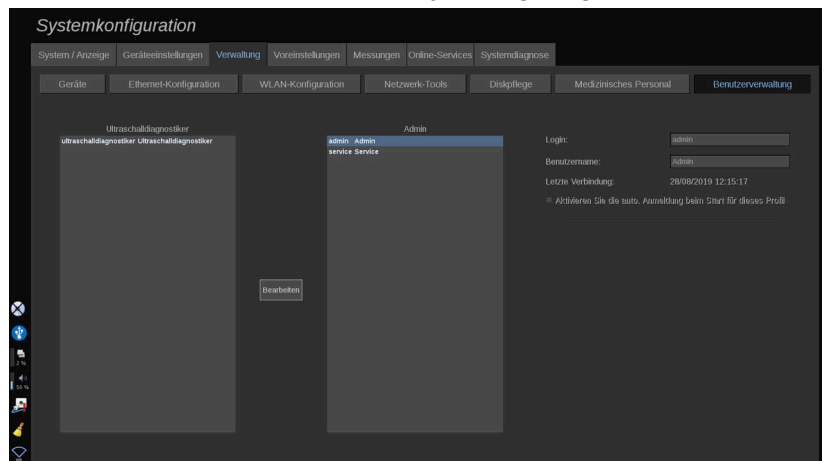 Systemkonfiguration
System / Anzeige Geräteeinstellungen Verwaltung Voreinstellungen Messungen Online-Services Systemdiagnose
Geräte Ethernet-Konfiguration WLAN-Konfiguration Netzwerk-Tools Diskpflege Medizinisches Personal Benutzerverwaltung
Ultraschalldiagnostiker
ultraschalldiagnostiker Ultraschalldiagnostiker
Bearbeiten
Admin
admin Admin
service Service
Login: admin
Benutzername: Admin
Letzte Verbindung: 28/08/2019 12:15:17
Aktivieren Sie die auto. Anmeldung beim Start für dieses Profil
2 %
50 %